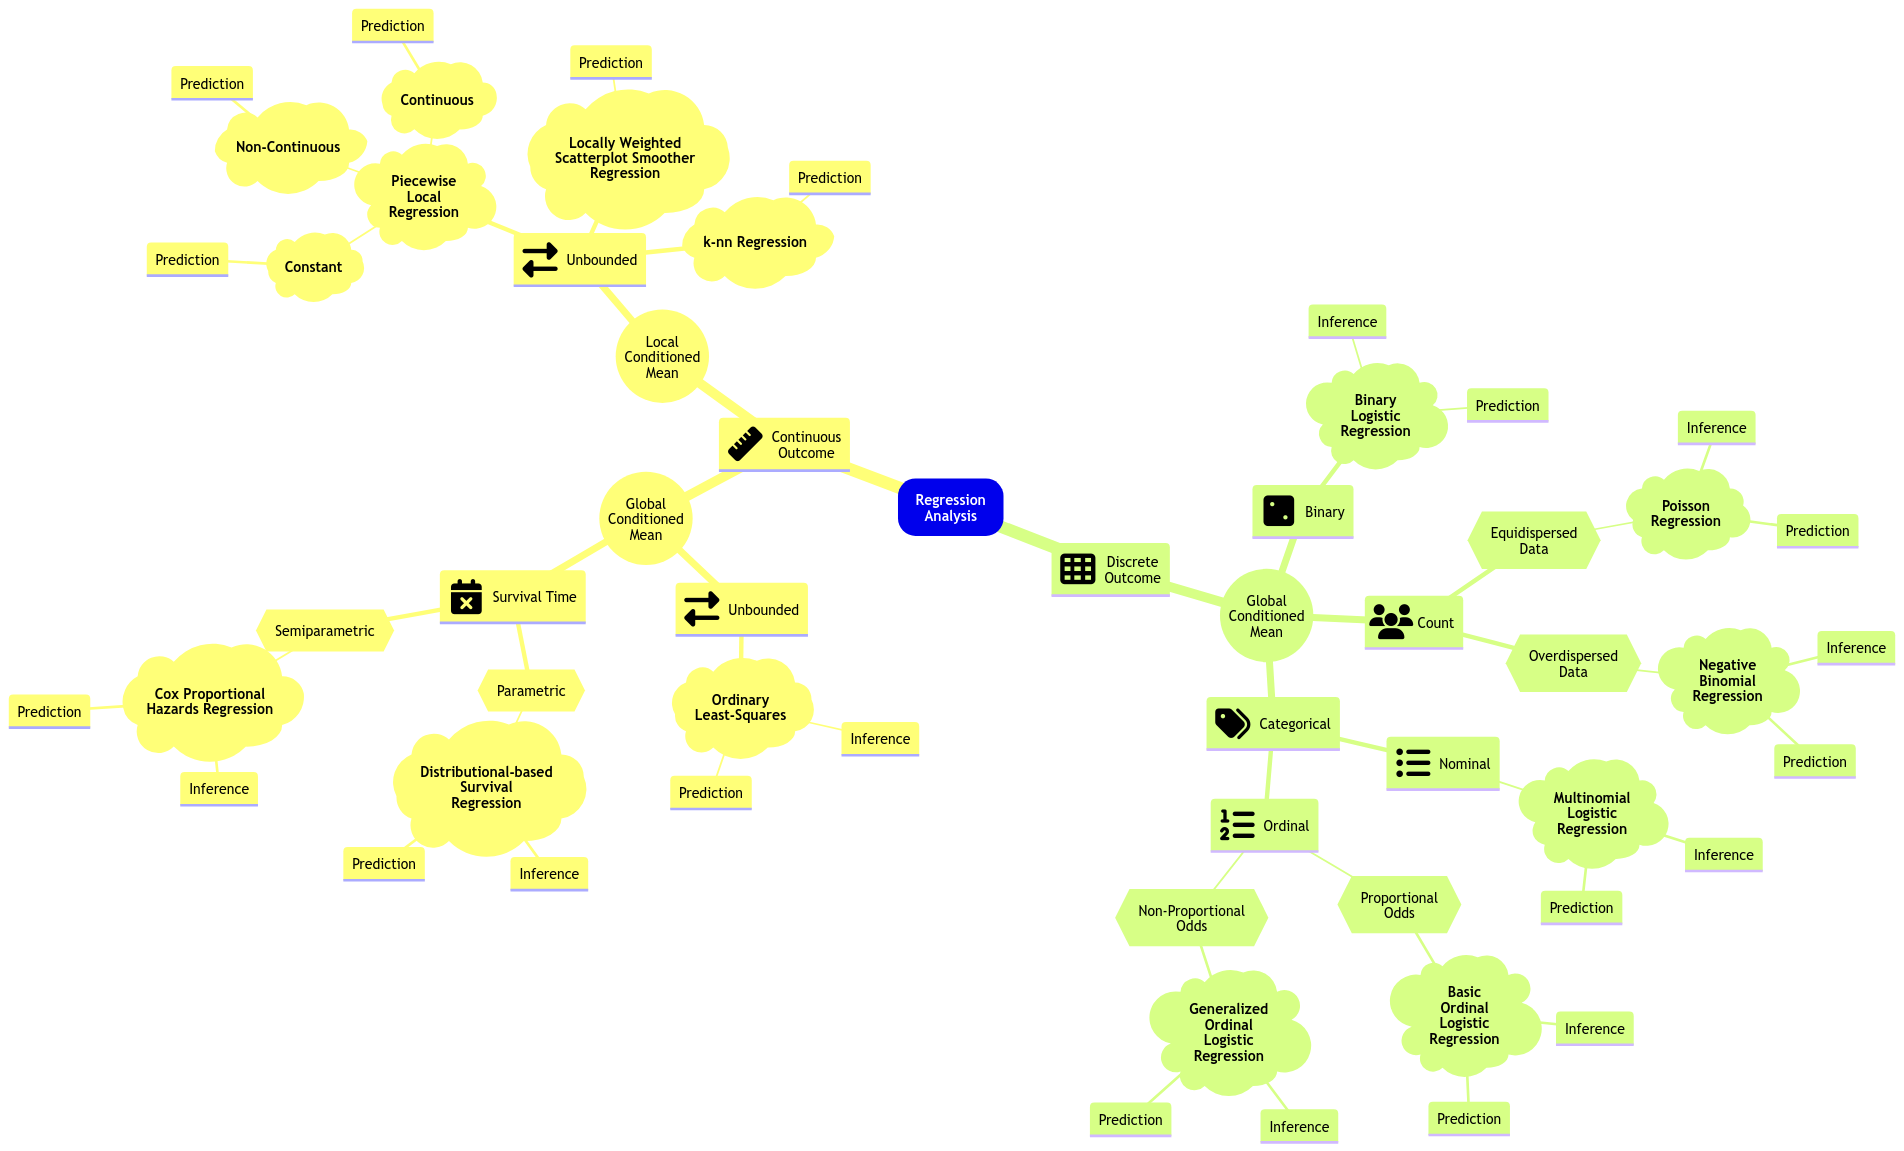 Regression
Analysis
Continuous
Outcome
Local
Conditioned
Mean
Unbounded
Piecewise
Local
Regression
Continuous
Prediction
Non-Continuous
Prediction
Constant
Prediction
Locally Weighted
Scatterplot Smoother
Regression
Prediction
k-nn Regression
Prediction
Global
Conditioned
Mean
Survival Time
Semiparametric
Cox Proportional
Hazards Regression
Prediction
Inference
Parametric
Distributional-based
Survival
Regression
Prediction
Inference
Unbounded
Ordinary
Least-Squares
Inference
Prediction
Discrete
Outcome
Global
Conditioned
Mean
Binary
Binary
Logistic
Regression
Inference
Prediction
Count
Equidispersed
Data
Poisson
Regression
Inference
Prediction
Overdispersed
Data
Negative
Binomial
Regression
Inference
Prediction
Categorical
Nominal
Multinomial
Logistic
Regression
Inference
Prediction
1
2
Ordinal
Non-Proportional
Odds
Generalized
Ordinal
Logistic
Regression
Prediction
Inference
Proportional
Odds
Basic
Ordinal
Logistic
Regression
Inference
Prediction